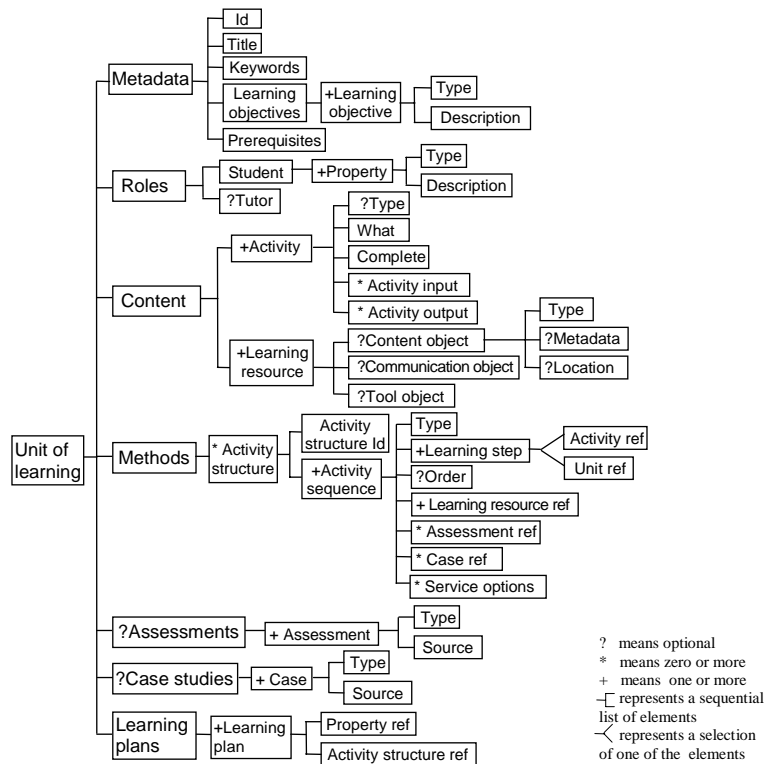 Id
Title
Metadata
Keywords
Learning
objectives
+Learning
objective
Type
Description
Prerequisites
Roles
Student
+Property
Type
Description
?Tutor
Content
+Activity
?Type
What
Complete
* Activity input
* Activity output
+Learning
resource
?Content object
Type
?Metadata
?Location
?Communication object
?Tool object
Unit of
learning
Methods
* Activity
structure
Activity
structure Id
+Activity
sequence
Type
+Learning step
Activity ref
Unit ref
?Order
+ Learning resource ref
* Assessment ref
* Case ref
* Service options
?Assessments
+ Assessment
Type
Source
?Case studies
+ Case
Type
Source
Learning
plans
+Learning
plan
Property ref
Activity structure ref
? means optional
* means zero or more
+ means one or more
represents a sequential
list of elements
represents a selection
of one of the elements